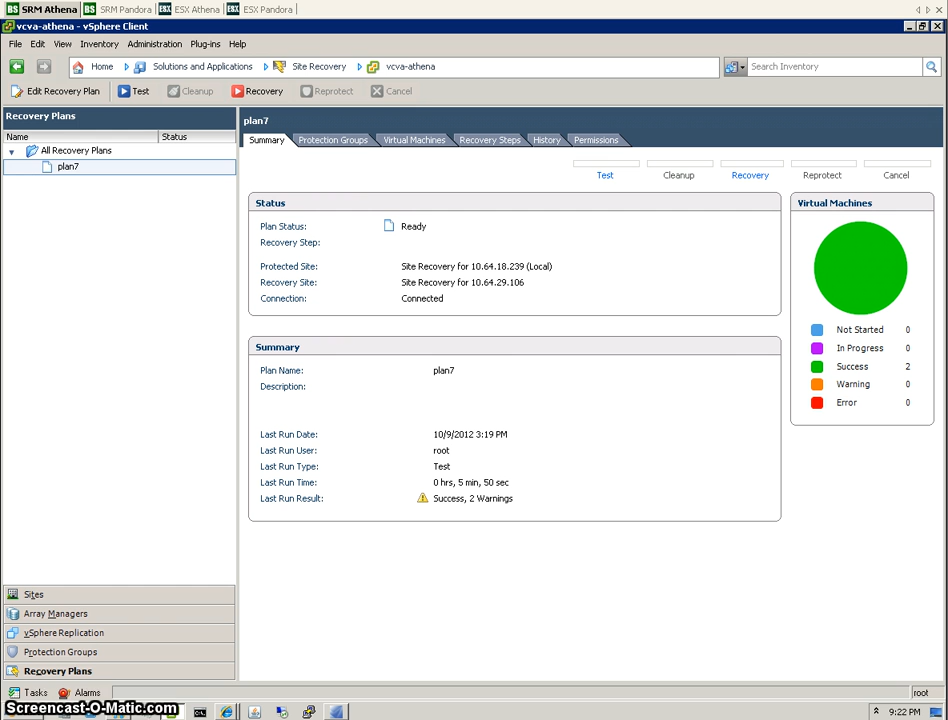 SRM Athena SRM Pandora ESX Athena ESX Pandora
vcva-athena - vSphere Client
File Edit View Inventory Administration Plug-ins Help
Home Solutions and Applications Site Recovery vcva-athena Search Inventory
Edit Recovery Plan Test Cleanup Recovery Reprotect Cancel
Recovery Plans
Name Status
All Recovery Plans
plan7
plan7
Summary Protection Groups Virtual Machines Recovery Steps History Permissions
Test Cleanup Recovery Reprotect Cancel
Status
Plan Status: Ready
Recovery Step:
Protected Site: Site Recovery for 10.64.18.239 (Local)
Recovery Site: Site Recovery for 10.64.29.106
Connection: Connected
Summary
Plan Name: plan7
Description:
Last Run Date: 10/9/2012 3:19 PM
Last Run User: root
Last Run Type: Test
Last Run Time: 0 hrs, 5 min, 50 sec
Last Run Result: Success, 2 Warnings
Virtual Machines
Not Started 0
In Progress 0
Success 2
Warning 0
Error 0
Sites
Array Managers
vSphere Replication
Protection Groups
Recovery Plans
Tasks Alarms root
Screencast-O-Matic.com
9:22 PM